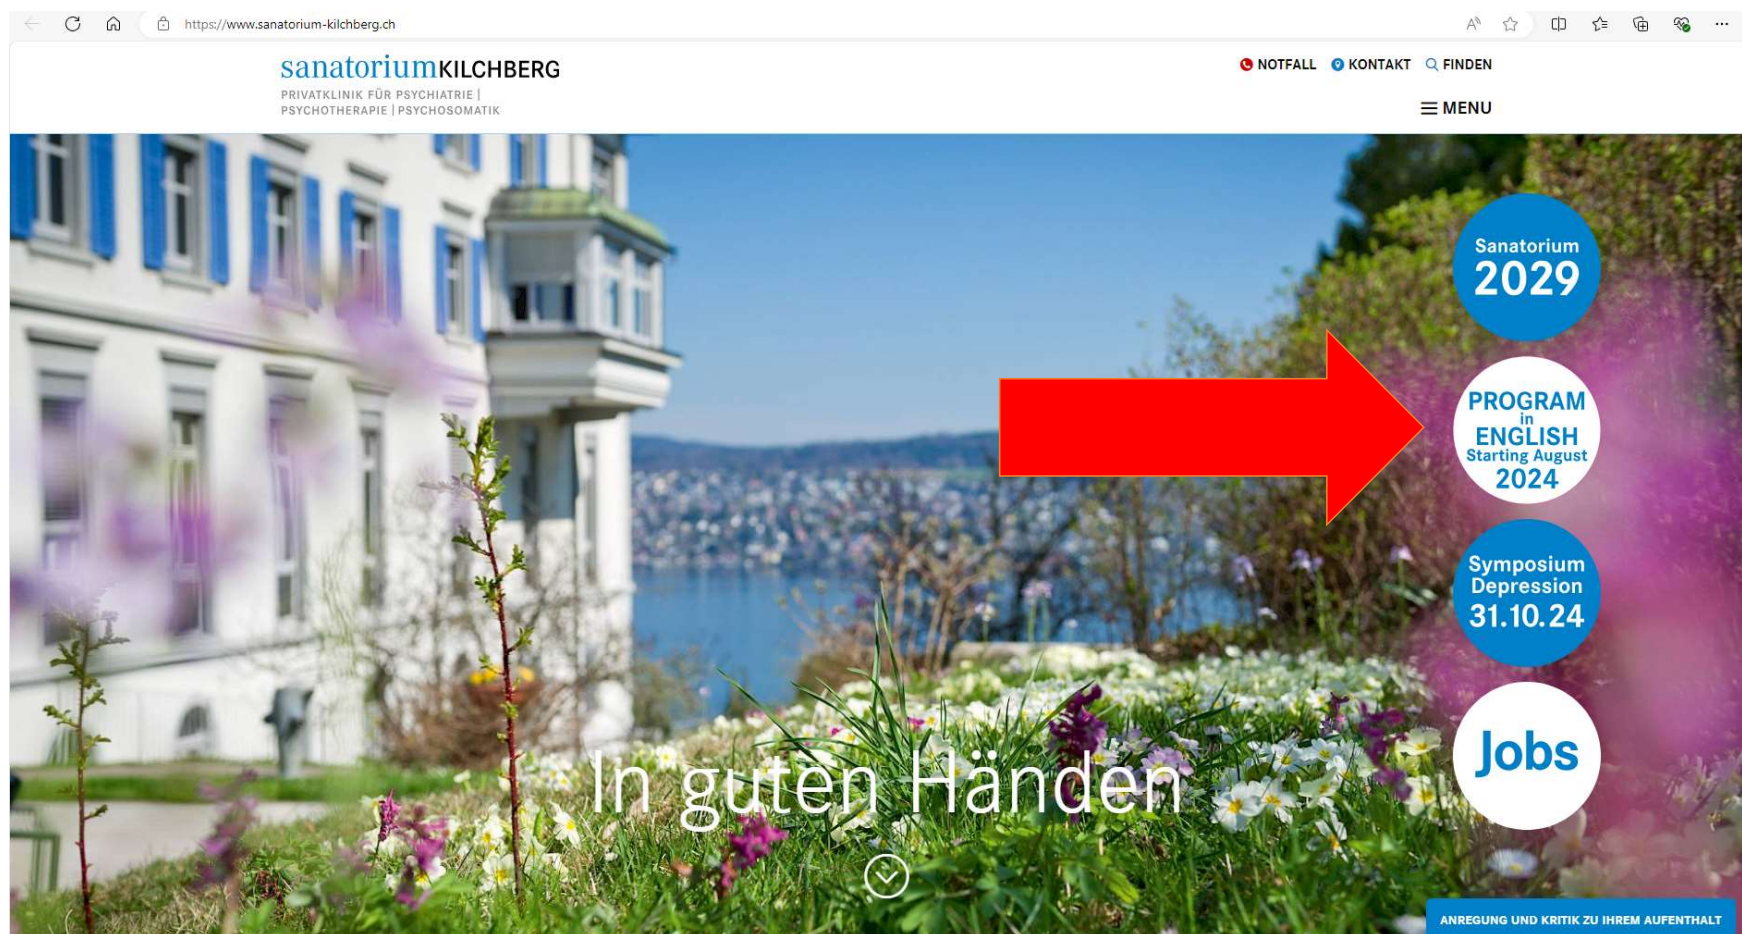 https://www.sanatorium-kilchberg.ch
sanatoriumKILCHBERG
PRIVATKLINIK FÜR PSYCHIATRIE |
PSYCHOTHERAPIE | PSYCHOSOMATIK
NOTFALL KONTAKT FINDEN
MENU
Sanatorium
2029
PROGRAM
in
ENGLISH
Starting August
2024
Symposium
Depression
31.10.24
Jobs
In guten Händen
ANREGUNG UND KRITIK ZU IHREM AUFENTHALT